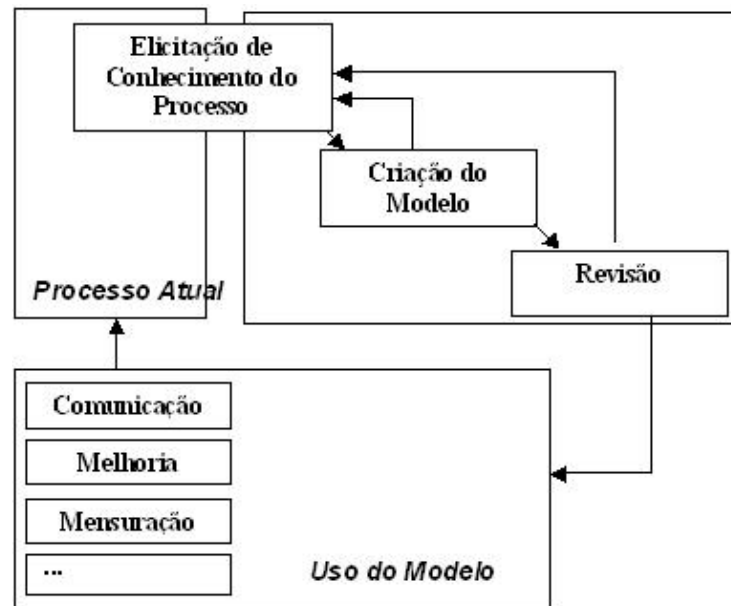 Elicitação de
Conhecimento do
Processo
Criação do
Modelo
Revisão
Processo Atual
Comunicação
Melhoria
Mensuração
...
Uso do Modelo